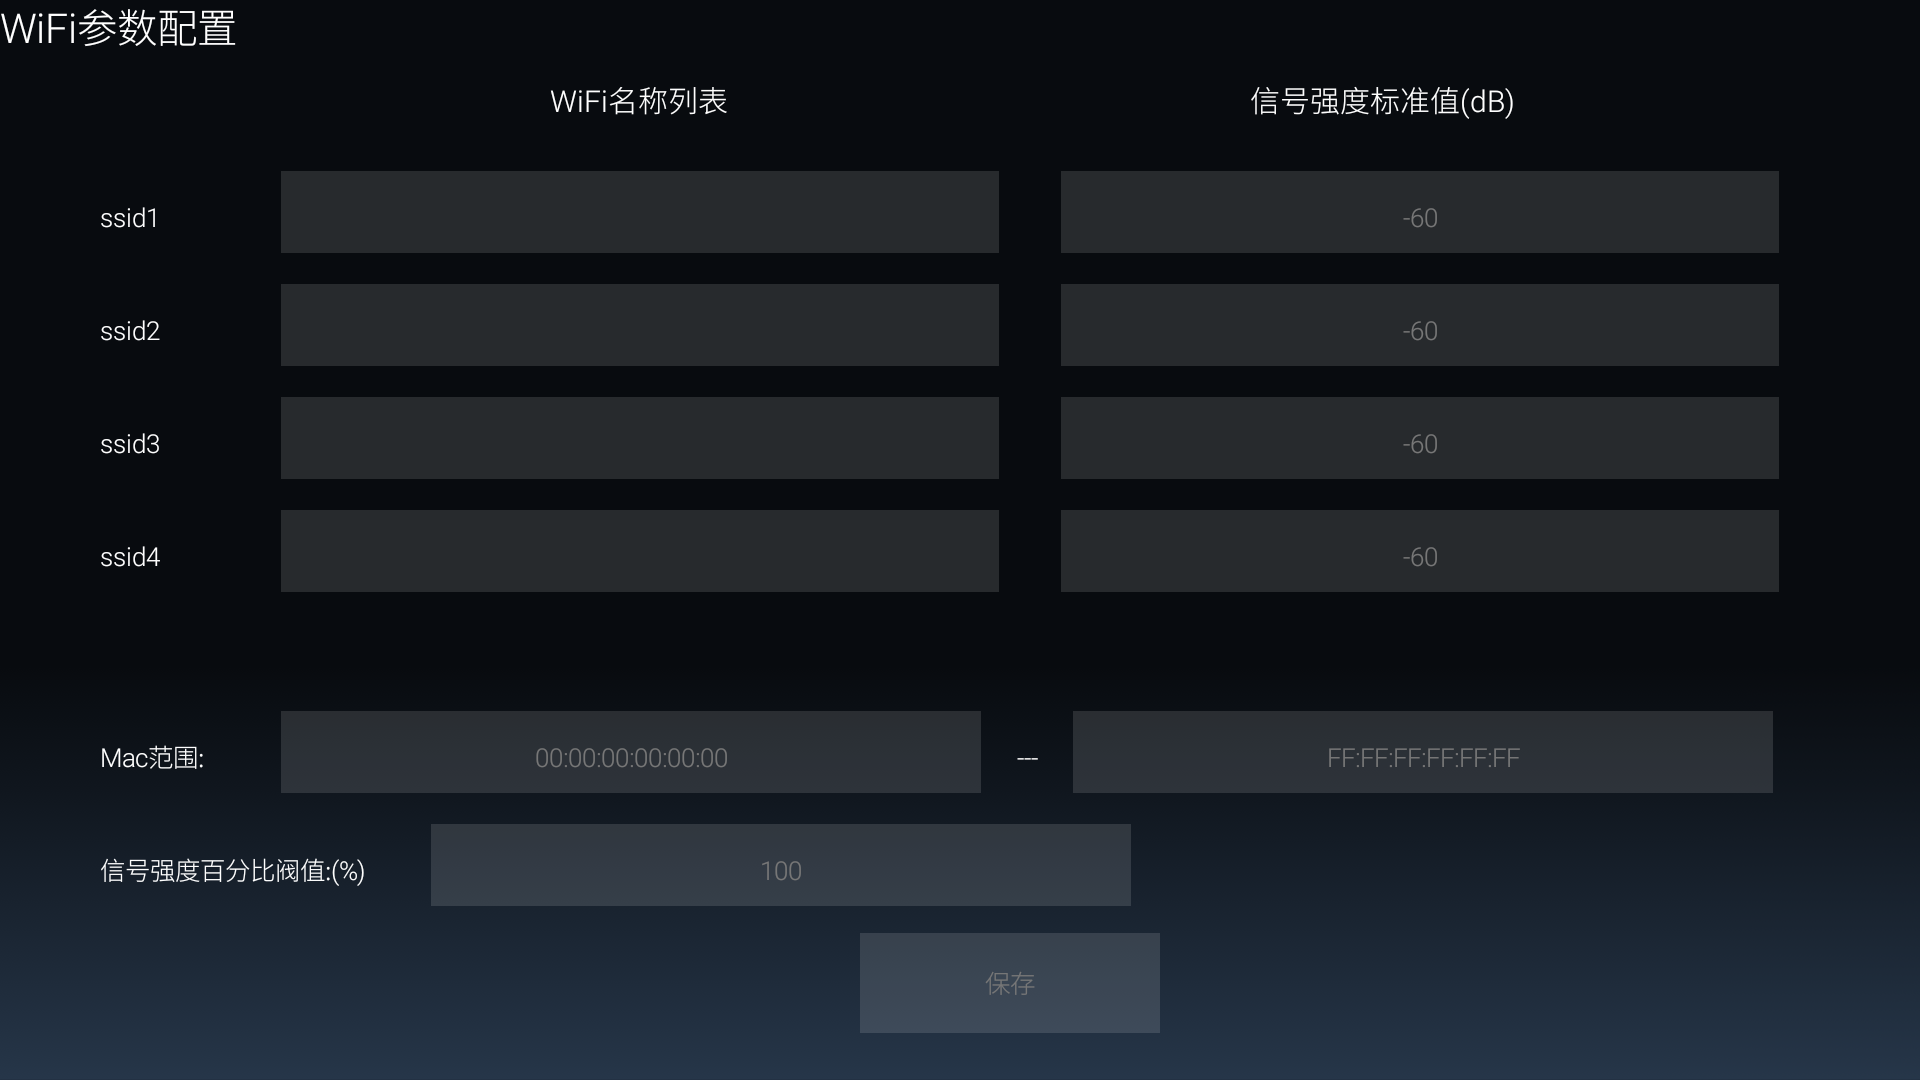 WiFi参数配置
WiFi名称列表 信号强度标准值(dB)
ssid1 -60
ssid2 -60
ssid3 -60
ssid4 -60
Mac范围: 00:00:00:00:00:00 --- FF:FF:FF:FF:FF:FF
信号强度百分比阀值:(%) 100
保存